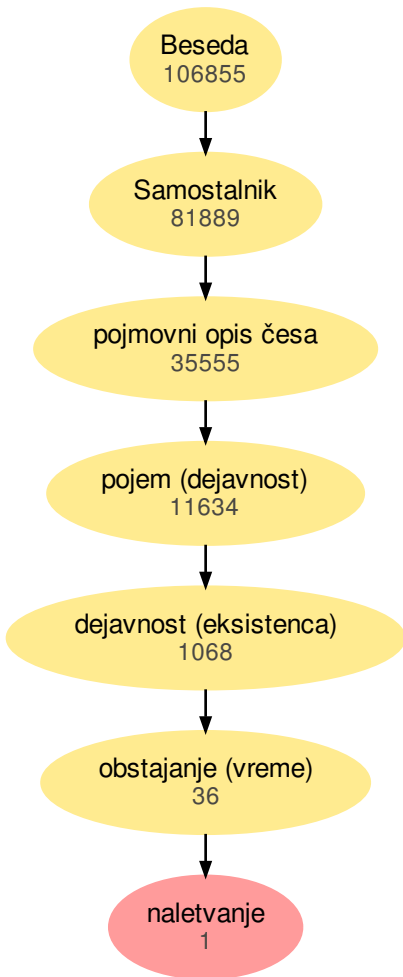 Beseda
106855
Samostalnik
81889
pojmovni opis česa
35555
pojem (dejavnost)
11634
dejavnost (eksistenca)
1068
obstajanje (vreme)
36
naletvanje
1